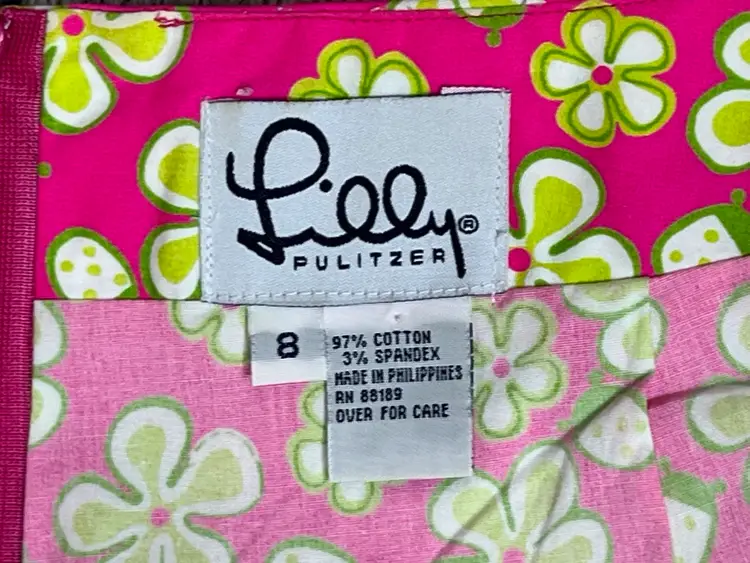 Lilly®
PULITZER
8
97% COTTON
3% SPANDEX
MADE IN PHILIPPINES
RN 88189
OVER FOR CARE